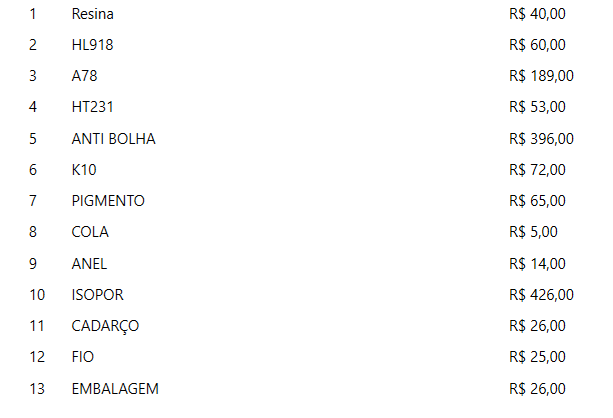 1 Resina R$ 40,00
2 HL918 R$ 60,00
3 A78 R$ 189,00
4 HT231 R$ 53,00
5 ANTI BOLHA R$ 396,00
6 K10 R$ 72,00
7 PIGMENTO R$ 65,00
8 COLA R$ 5,00
9 ANEL R$ 14,00
10 ISOPOR R$ 426,00
11 CADARÇO R$ 26,00
12 FIO R$ 25,00
13 EMBALAGEM R$ 26,00